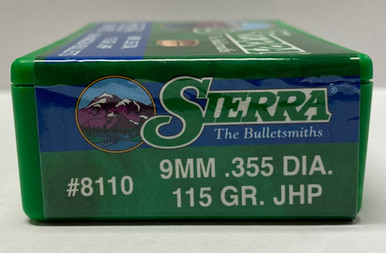 SIERRA
The Bulletsmiths
#8110
9MM .355 DIA.
115 GR. JHP